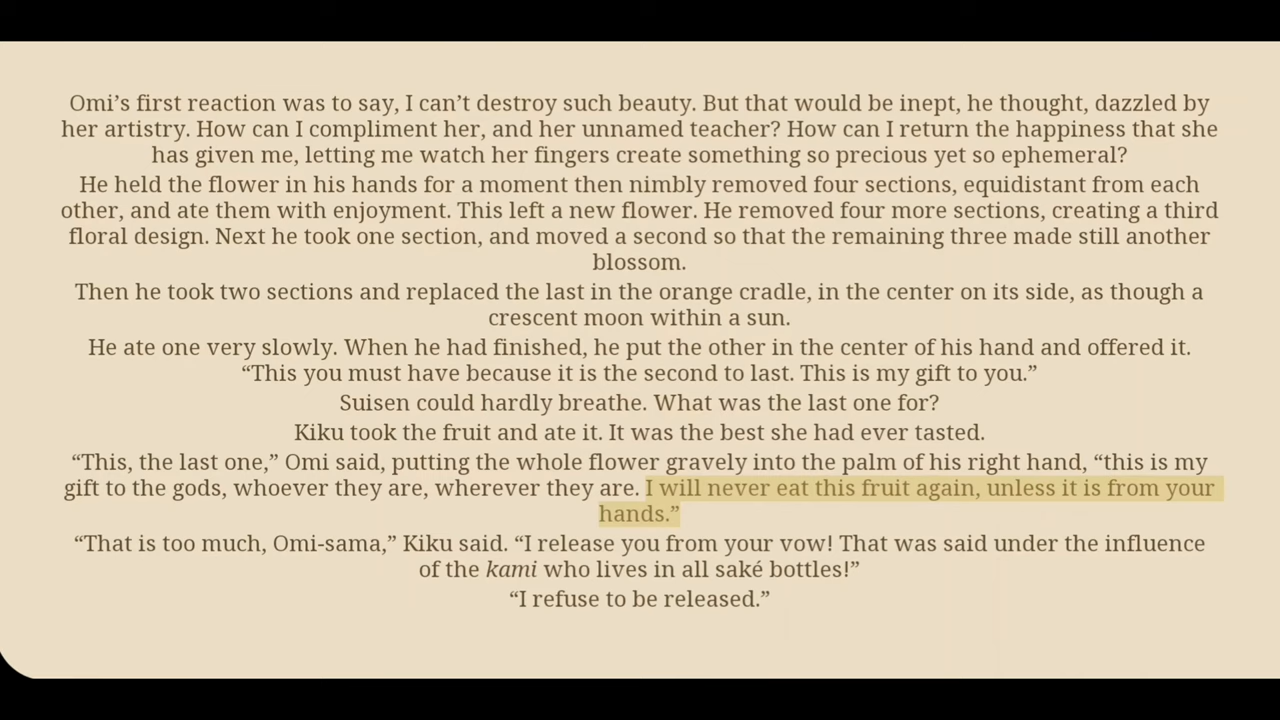 Omi’s first reaction was to say, I can’t destroy such beauty. But that would be inept, he thought, dazzled by
her artistry. How can I compliment her, and her unnamed teacher? How can I return the happiness that she
has given me, letting me watch her fingers create something so precious yet so ephemeral?
He held the flower in his hands for a moment then nimbly removed four sections, equidistant from each
other, and ate them with enjoyment. This left a new flower. He removed four more sections, creating a third
floral design. Next he took one section, and moved a second so that the remaining three made still another
blossom.
Then he took two sections and replaced the last in the orange cradle, in the center on its side, as though a
crescent moon within a sun.
He ate one very slowly. When he had finished, he put the other in the center of his hand and offered it.
“This you must have because it is the second to last. This is my gift to you.”
Suisen could hardly breathe. What was the last one for?
Kiku took the fruit and ate it. It was the best she had ever tasted.
“This, the last one,” Omi said, putting the whole flower gravely into the palm of his right hand, “this is my
gift to the gods, whoever they are, wherever they are. I will never eat this fruit again, unless it is from your
hands.”
“That is too much, Omi-sama,” Kiku said. “I release you from your vow! That was said under the influence
of the kami who lives in all saké bottles!”
“I refuse to be released.”